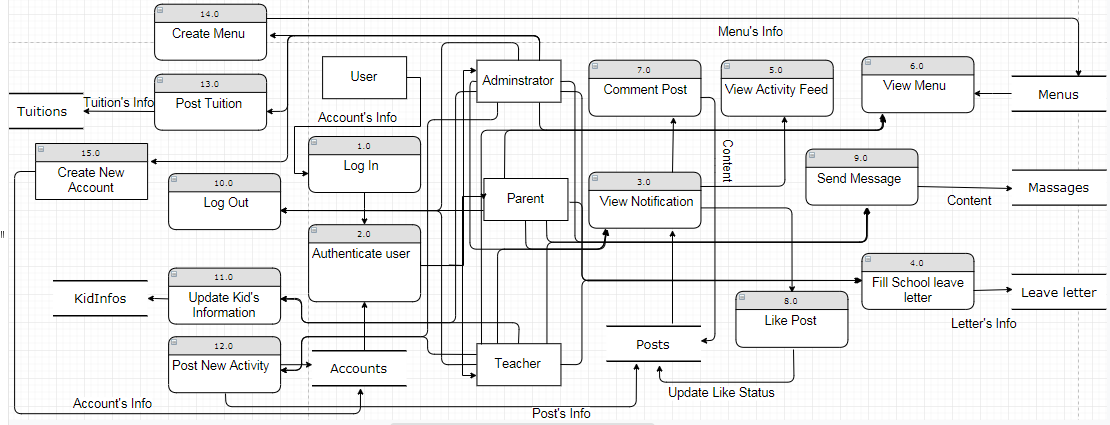 14.0
Create Menu
Menu's Info
User
Adminstrator
7.0
Comment Post
5.0
View Activity Feed
6.0
View Menu
Menus
13.0
Post Tuition
Tuition's Info
Tuitions
Account's Info
15.0
Create New
Account
1.0
Log In
Content
9.0
Send Message
Massages
Content
10.0
Log Out
Parent
3.0
View Notification
2.0
Authenticate user
4.0
Fill School leave
letter
Leave letter
Letter's Info
KidInfos
11.0
Update Kid's
Information
8.0
Like Post
12.0
Post New Activity
Accounts
Teacher
Posts
Update Like Status
Account's Info
Post's Info